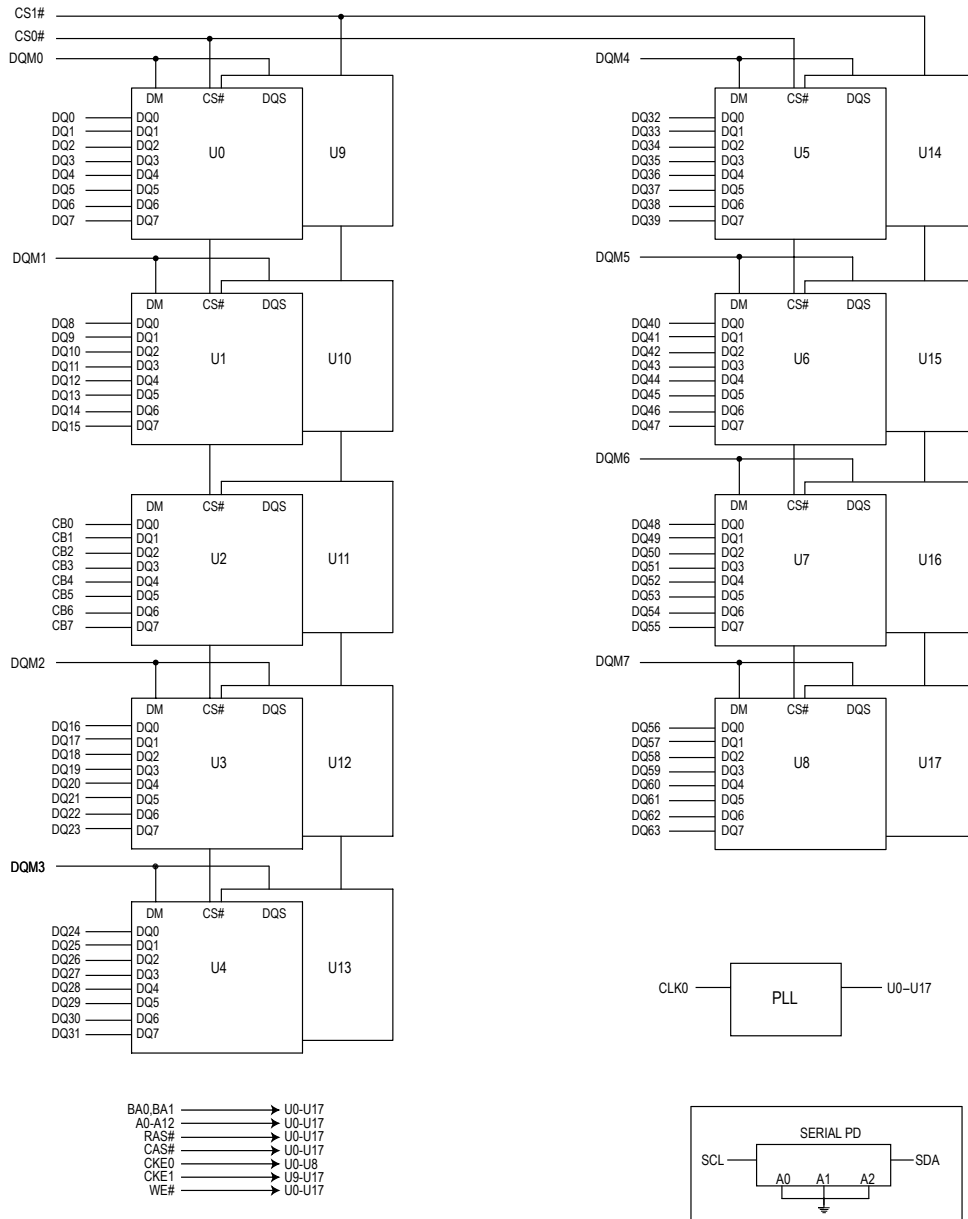 CS1#
CS0#
DQM0
DM CS# DQS
DQ0 DQ0
DQ1 DQ1
DQ2 DQ2
DQ3 DQ3
DQ4 DQ4
DQ5 DQ5
DQ6 DQ6
DQ7 DQ7
U0 U9
DQM1
DM CS# DQS
DQ8 DQ0
DQ9 DQ1
DQ10 DQ2
DQ11 DQ3
DQ12 DQ4
DQ13 DQ5
DQ14 DQ6
DQ15 DQ7
U1 U10
DM CS# DQS
CB0 DQ0
CB1 DQ1
CB2 DQ2
CB3 DQ3
CB4 DQ4
CB5 DQ5
CB6 DQ6
CB7 DQ7
U2 U11
DQM2
DM CS# DQS
DQ16 DQ0
DQ17 DQ1
DQ18 DQ2
DQ19 DQ3
DQ20 DQ4
DQ21 DQ5
DQ22 DQ6
DQ23 DQ7
U3 U12
DQM3
DM CS# DQS
DQ24 DQ0
DQ25 DQ1
DQ26 DQ2
DQ27 DQ3
DQ28 DQ4
DQ29 DQ5
DQ30 DQ6
DQ31 DQ7
U4 U13
DQM4
DM CS# DQS
DQ32 DQ0
DQ33 DQ1
DQ34 DQ2
DQ35 DQ3
DQ36 DQ4
DQ37 DQ5
DQ38 DQ6
DQ39 DQ7
U5 U14
DQM5
DM CS# DQS
DQ40 DQ0
DQ41 DQ1
DQ42 DQ2
DQ43 DQ3
DQ44 DQ4
DQ45 DQ5
DQ46 DQ6
DQ47 DQ7
U6 U15
DQM6
DM CS# DQS
DQ48 DQ0
DQ49 DQ1
DQ50 DQ2
DQ51 DQ3
DQ52 DQ4
DQ53 DQ5
DQ54 DQ6
DQ55 DQ7
U7 U16
DQM7
DM CS# DQS
DQ56 DQ0
DQ57 DQ1
DQ58 DQ2
DQ59 DQ3
DQ60 DQ4
DQ61 DQ5
DQ62 DQ6
DQ63 DQ7
U8 U17
CLK0 PLL U0–U17
BA0,BA1 U0-U17
A0-A12 U0-U17
RAS# U0-U17
CAS# U0-U17
CKE0 U0-U8
CKE1 U9-U17
WE# U0-U17
SERIAL PD
SCL SDA
A0 A1 A2